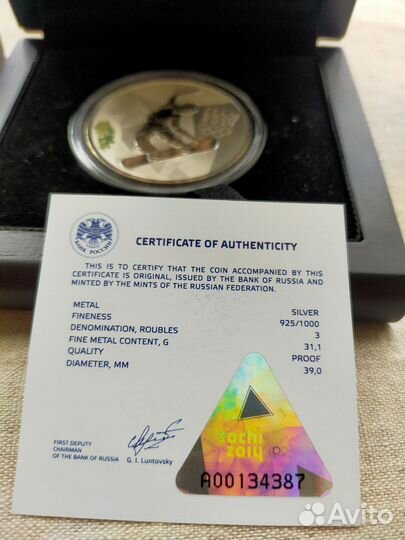 БАНК РОССИИ
CERTIFICATE OF AUTHENTICITY
THIS IS TO CERTIFY THAT THE COIN ACCOMPANIED BY THIS
CERTIFICATE IS ORIGINAL, ISSUED BY THE BANK OF RUSSIA AND
MINTED BY THE MINTS OF THE RUSSIAN FEDERATION.
METAL SILVER
FINENESS 925/1000
DENOMINATION, ROUBLES 3
FINE METAL CONTENT, G 31,1
QUALITY PROOF
DIAMETER, MM 39,0
FIRST DEPUTY
CHAIRMAN
OF THE BANK OF RUSSIA G. I. Luntovsky
sochi
2014
A00134387
Avito